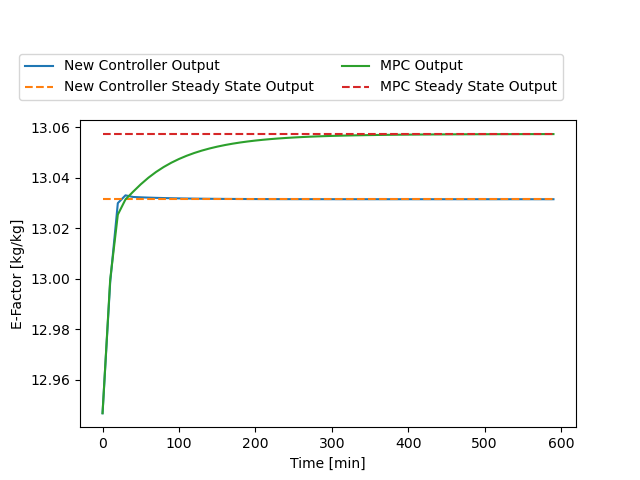 New Controller Output
New Controller Steady State Output
MPC Output
MPC Steady State Output
13.06
13.04
13.02
13.00
12.98
12.96
E-Factor [kg/kg]
0 100 200 300 400 500 600
Time [min]